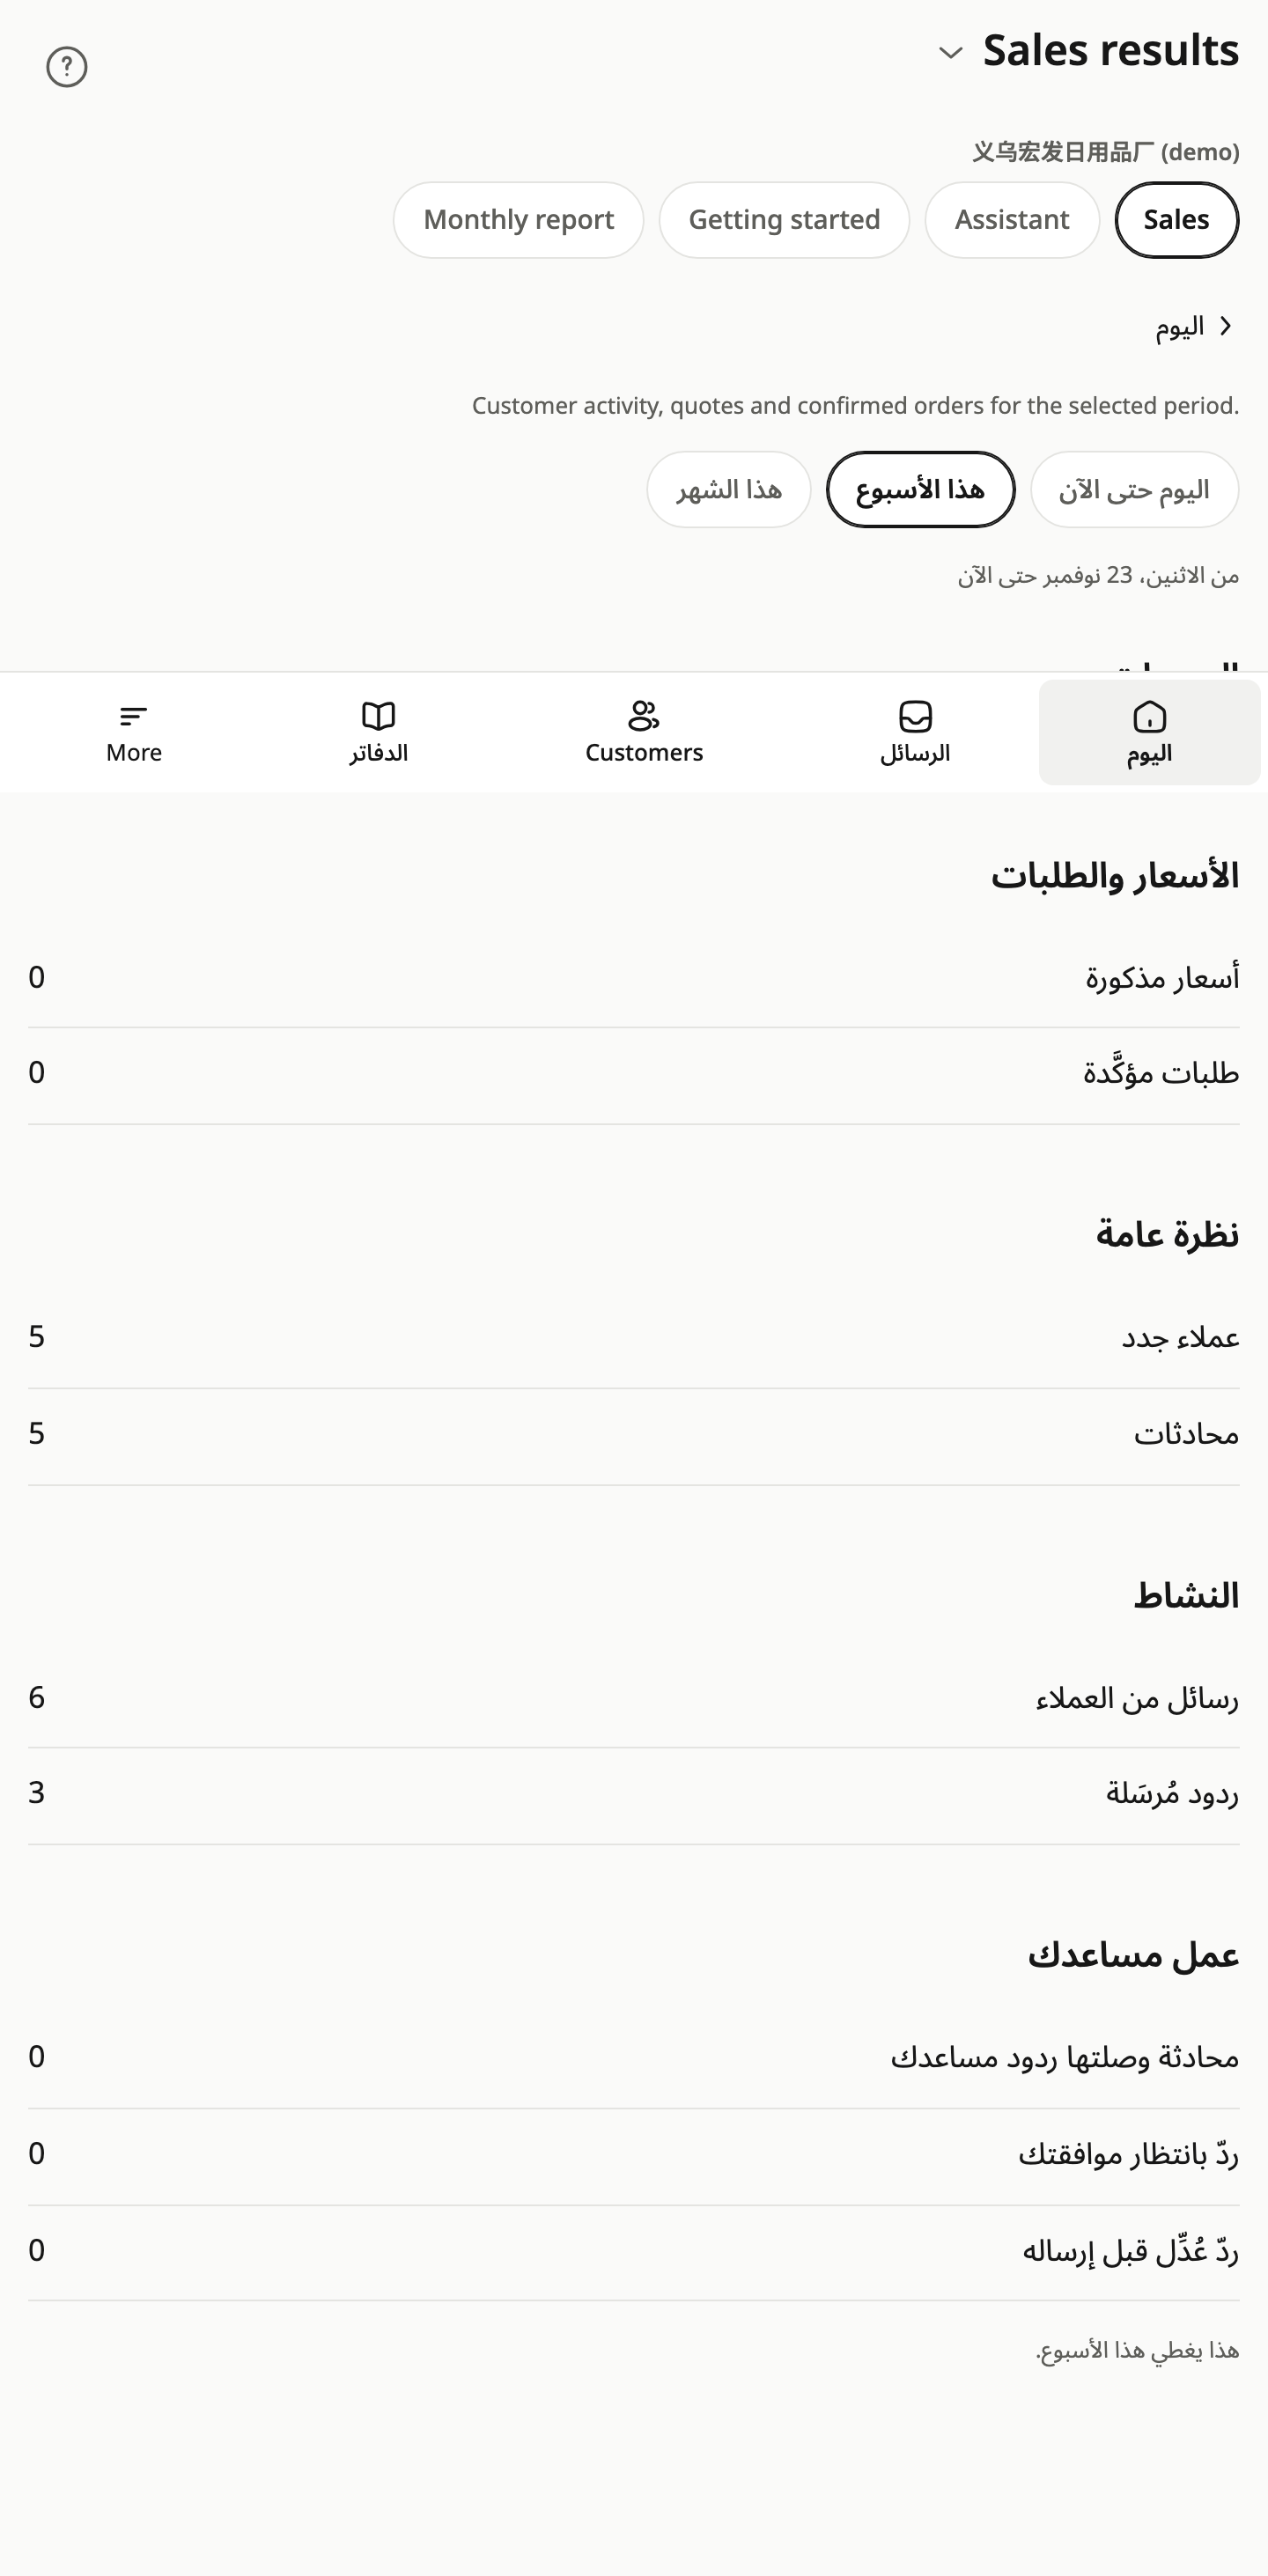 Sales results
义乌宏发日用品厂 (demo)
Sales
Assistant
Getting started
Monthly report
اليوم
Customer activity, quotes and confirmed orders for the selected period.
اليوم حتى الآن
هذا الأسبوع
هذا الشهر
من الاثنين، 23 نوفمبر حتى الآن
اليوم
الرسائل
Customers
الدفاتر
More
الأسعار والطلبات
أسعار مذكورة 0
طلبات مؤكَّدة 0
نظرة عامة
عملاء جدد 5
محادثات 5
النشاط
رسائل من العملاء 6
ردود مُرسَلة 3
عمل مساعدك
محادثة وصلتها ردود مساعدك 0
ردّ بانتظار موافقتك 0
ردّ عُدِّل قبل إرساله 0
هذا يغطي هذا الأسبوع.